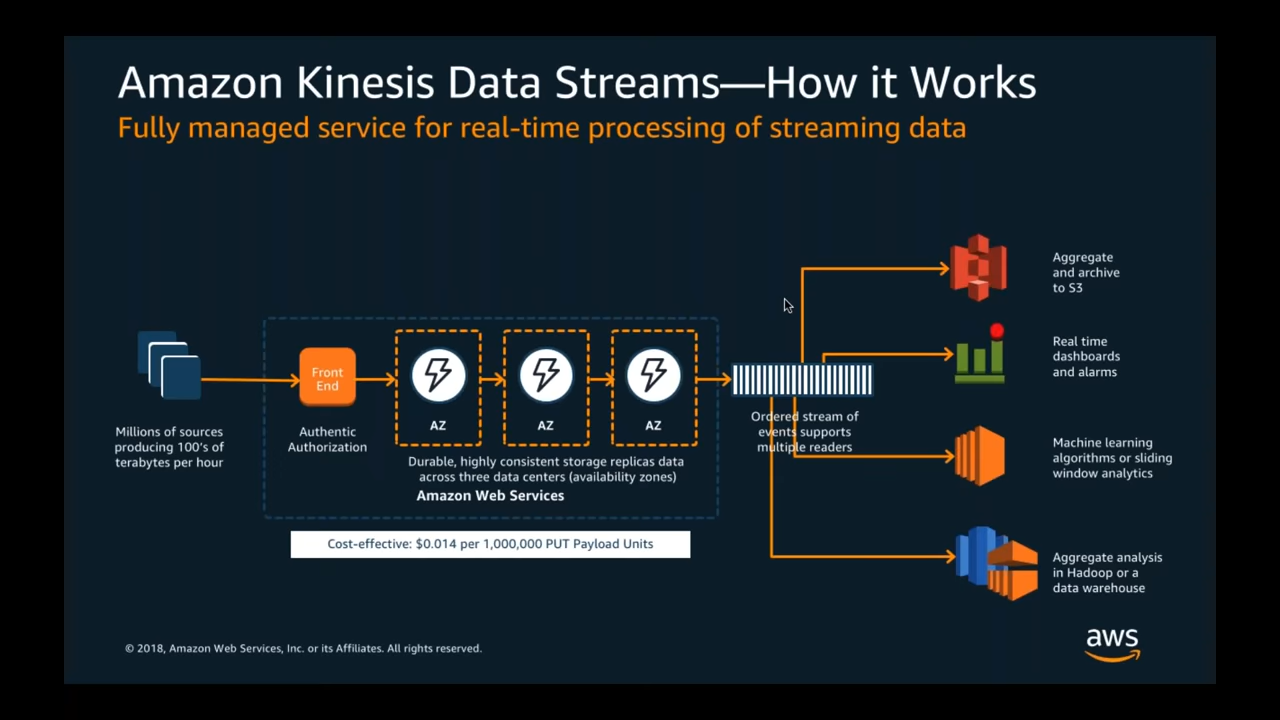 Amazon Kinesis Data Streams—How it Works
Fully managed service for real-time processing of streaming data
Aggregate
and archive
to S3
Real time
dashboards
and alarms
Front
End
AZ
AZ
AZ
Millions of sources
producing 100's of
terabytes per hour
Authentic
Authorization
Durable, highly consistent storage replicas data
across three data centers (availability zones)
Amazon Web Services
Ordered stream of
events supports
multiple readers
Machine learning
algorithms or sliding
window analytics
Cost-effective: $0.014 per 1,000,000 PUT Payload Units
Aggregate analysis
in Hadoop or a
data warehouse
© 2018, Amazon Web Services, Inc. or its Affiliates. All rights reserved.
aws